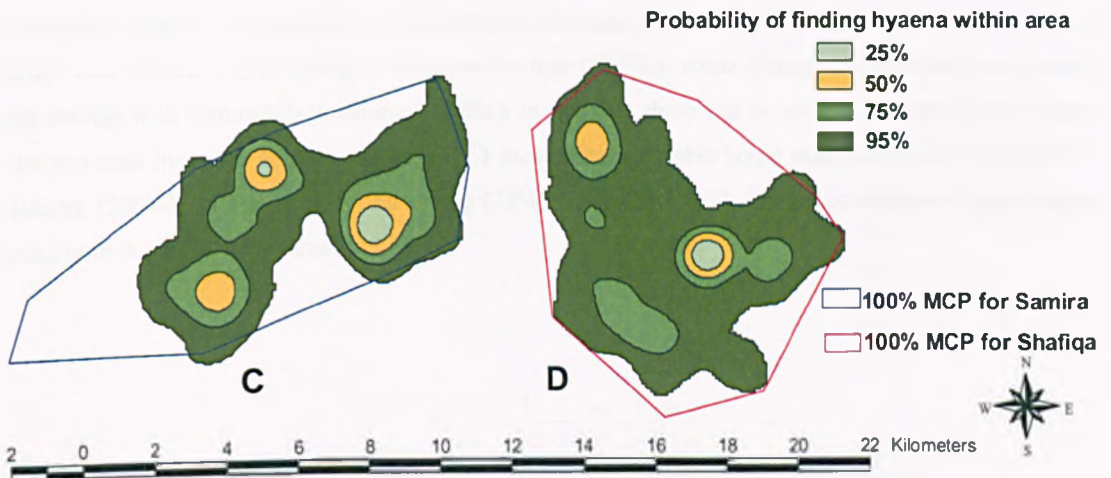 Probability of finding hyaena within area
25%
50%
75%
95%
100% MCP for Samira
100% MCP for Shafiqa
C
D
N
W E
S
2 0 2 4 6 8 10 12 14 16 18 20 22 Kilometers